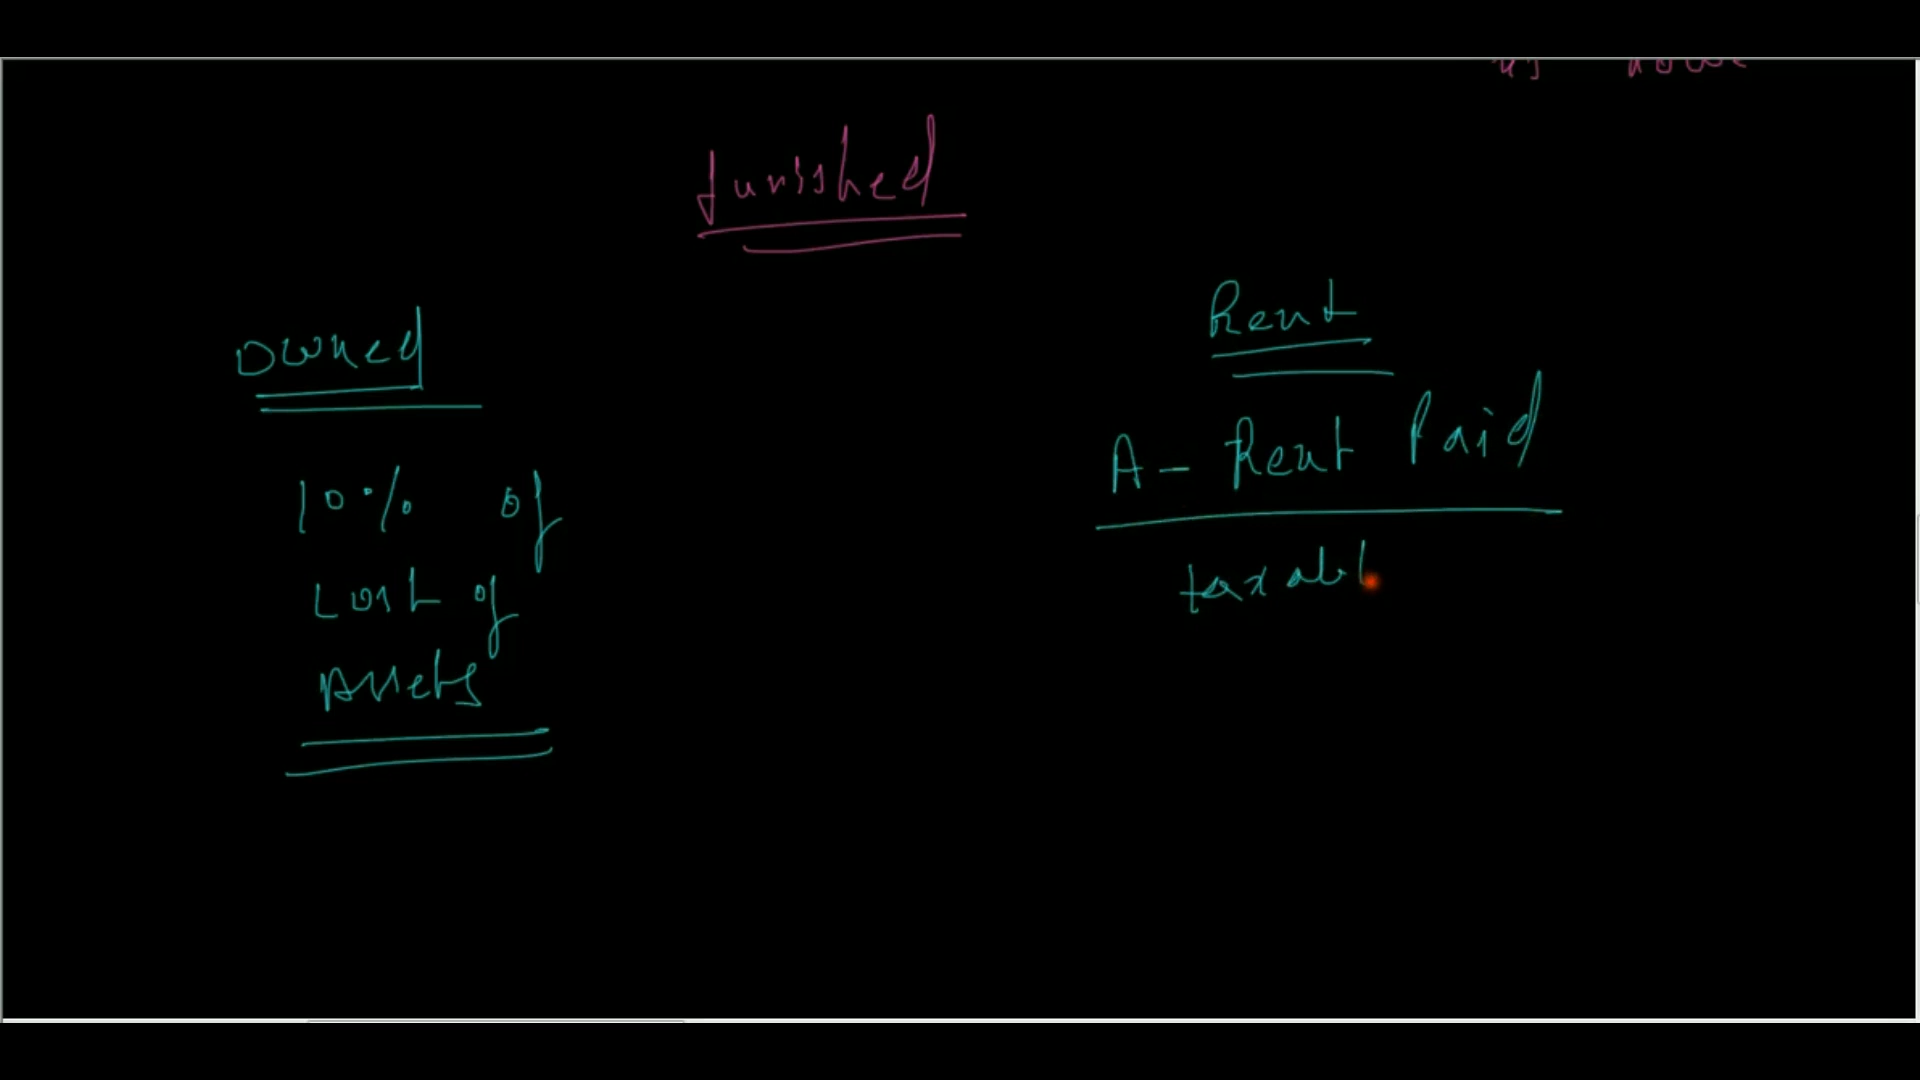 furnished
Owned
10% of
Cost of
Assets
Rent
A - Rent Paid
taxabl